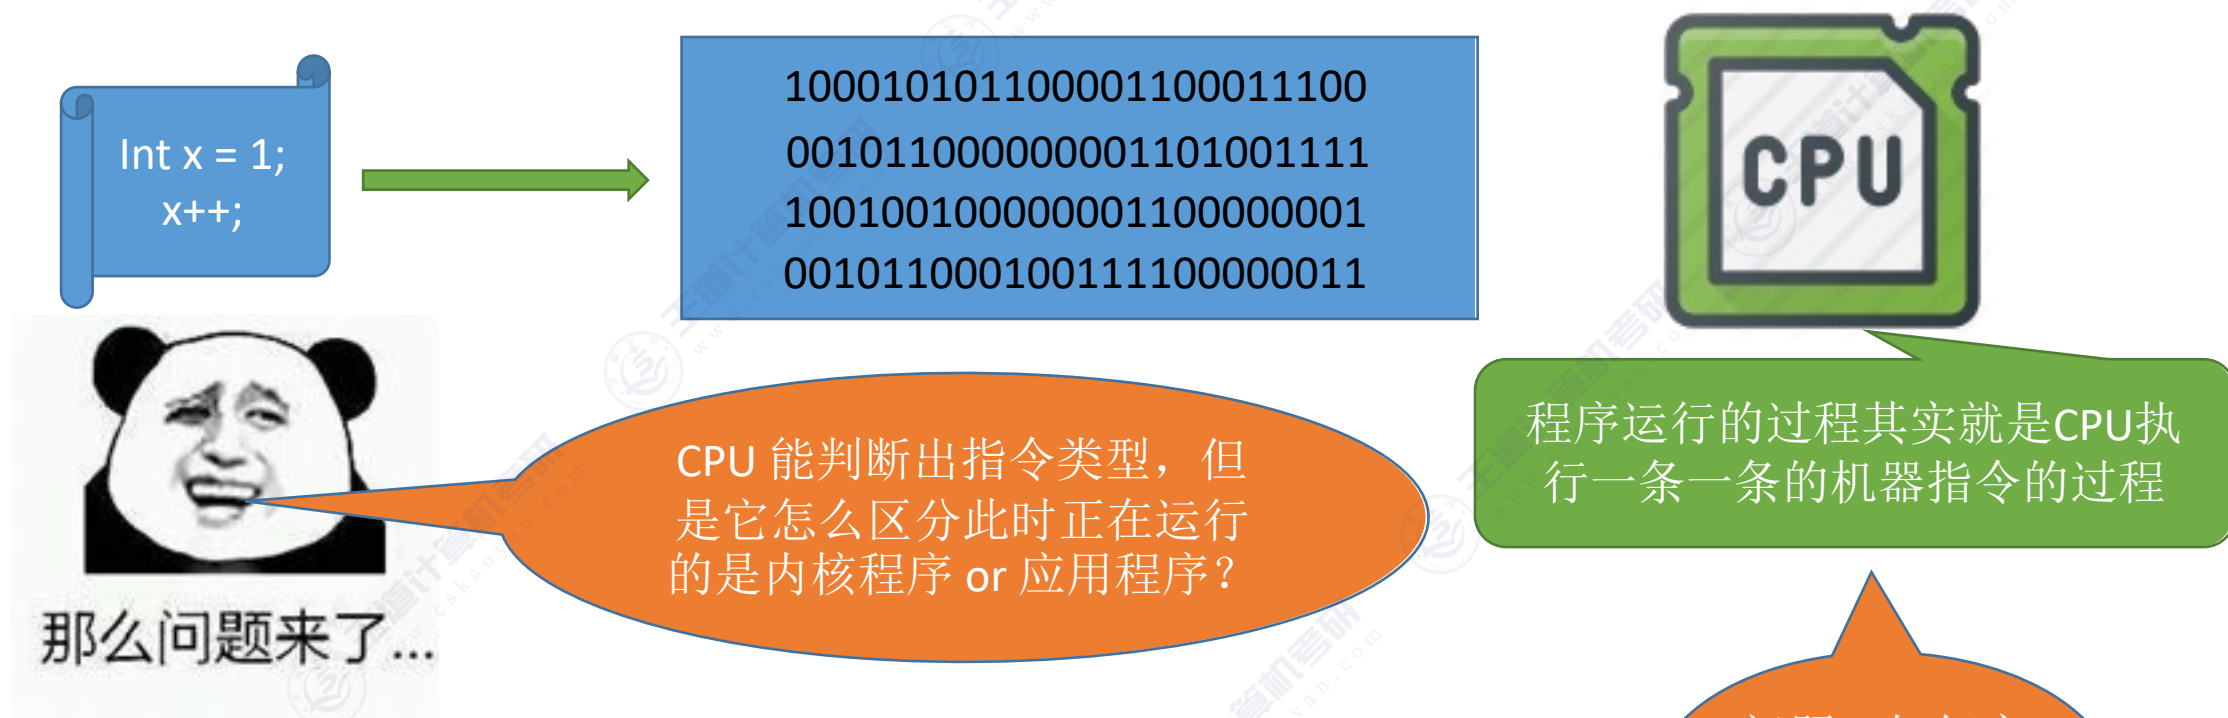 Int x = 1;
x++;
100010101100001100011100
001011000000001101001111
100100100000001100000001
001011000100111100000011
CPU
程序运行的过程其实就是CPU执
行一条一条的机器指令的过程
CPU 能判断出指令类型，但
是它怎么区分此时正在运行
的是内核程序 or 应用程序？
那么问题来了...